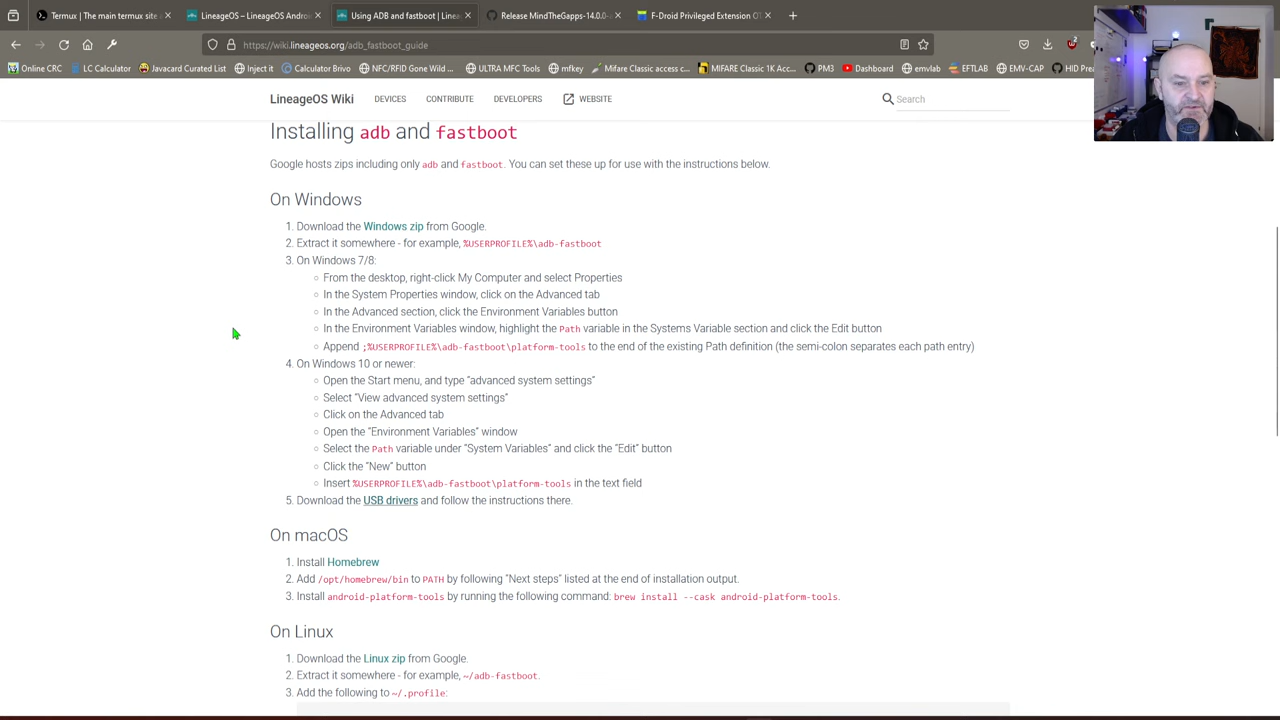 Termux | The main termux site
LineageOS – LineageOS Androi
Using ADB and fastboot | Linea
Release MindTheGapps-14.0.0-
F-Droid Privileged Extension OT
https://wiki.lineageos.org/adb_fastboot_guide
2
Online CRC
LC Calculator
Javacard Curated List
Inject it
Calculator Brivo
NFC/RFID Gone Wild ...
ULTRA MFC Tools
mfkey
Mifare Classic access c...
MIFARE Classic 1K Acc...
PM3
Dashboard
emvlab
EFTLAB
EMV-CAP
HID Pre
LineageOS Wiki
DEVICES
CONTRIBUTE
DEVELOPERS
WEBSITE
Search
Installing adb and fastboot
Google hosts zips including only adb and fastboot. You can set these up for use with the instructions below.
On Windows
1. Download the Windows zip from Google.
2. Extract it somewhere - for example, %USERPROFILE%\adb-fastboot
3. On Windows 7/8:
From the desktop, right-click My Computer and select Properties
In the System Properties window, click on the Advanced tab
In the Advanced section, click the Environment Variables button
In the Environment Variables window, highlight the Path variable in the Systems Variable section and click the Edit button
Append ;%USERPROFILE%\adb-fastboot\platform-tools to the end of the existing Path definition (the semi-colon separates each path entry)
4. On Windows 10 or newer:
Open the Start menu, and type “advanced system settings”
Select “View advanced system settings”
Click on the Advanced tab
Open the “Environment Variables” window
Select the Path variable under “System Variables” and click the “Edit” button
Click the “New” button
Insert %USERPROFILE%\adb-fastboot\platform-tools in the text field
5. Download the USB drivers and follow the instructions there.
On macOS
1. Install Homebrew
2. Add /opt/homebrew/bin to PATH by following “Next steps” listed at the end of installation output.
3. Install android-platform-tools by running the following command: brew install --cask android-platform-tools.
On Linux
1. Download the Linux zip from Google.
2. Extract it somewhere - for example, ~/adb-fastboot.
3. Add the following to ~/.profile: